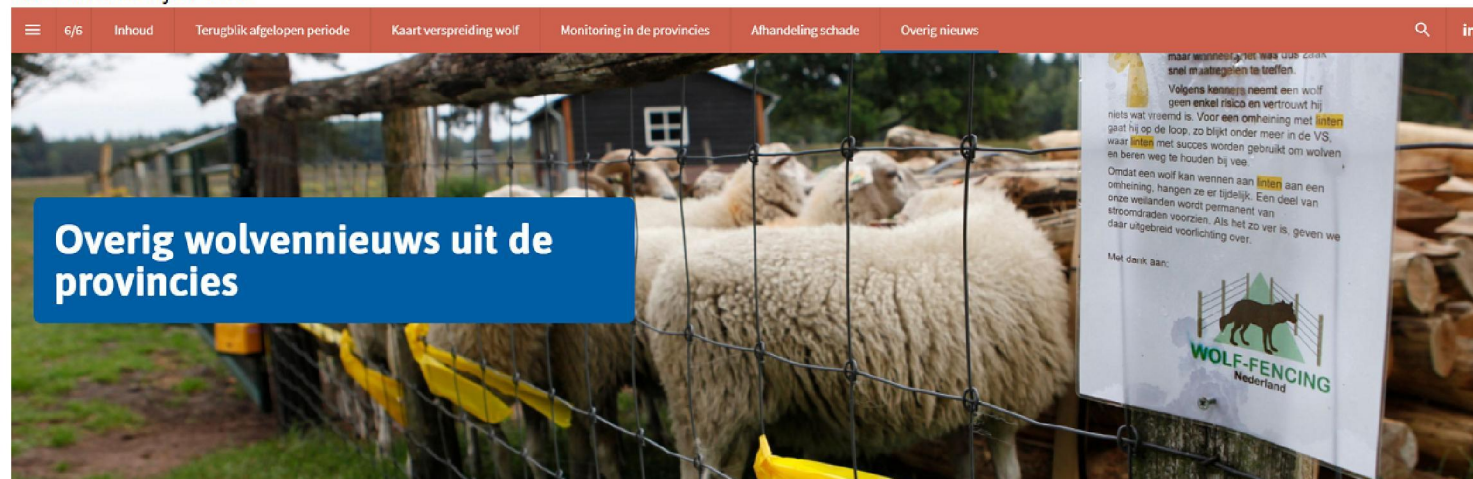 6/6 Inhoud Terugblik afgelopen periode Kaart verspreiding wolf Monitoring in de provincies Afhandeling schade Overig nieuws in
snel maatregelen te treffen.
Volgens kenners neemt een wolf
geen enkel risico en vertrouwt hij
niets wat vreemd is. Voor een omheining met linten
gaat hij op de loop, zo blijkt onder meer in de VS,
waar linten met succes worden gebruikt om wolven
en beren weg te houden bij vee.
Omdat een wolf kan wennen aan linten aan een
omheining, hangen ze er tijdelijk. Een deel van
onze weilanden wordt permanent van
stroomdraden voorzien. Als het zo ver is, geven we
daar uitgebreid voorlichting over.
Met dank aan:
WOLF-FENCING
Nederland
Overig wolvennieuws uit de
provincies